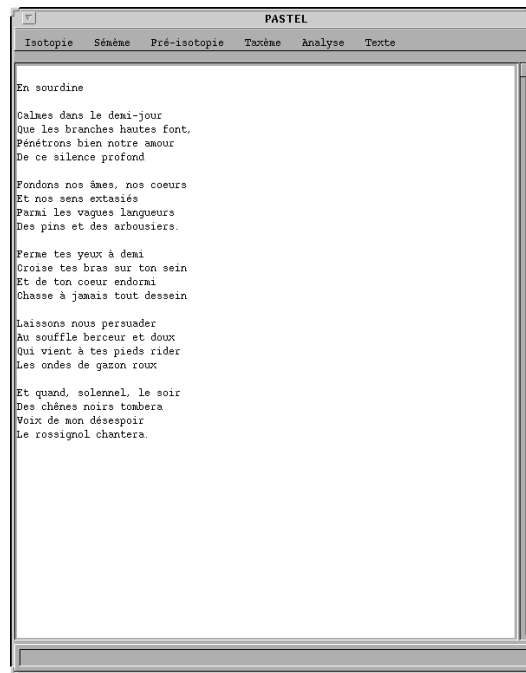 PASTEL
Isotopie Sémème Pré-isotopie Taxème Analyse Texte
En sourdine
Calmes dans le demi-jour
Que les branches hautes font,
Pénétrons bien notre amour
De ce silence profond
Fondons nos âmes, nos coeurs
Et nos sens extasiés
Parmi les vagues langueurs
Des pins et des arbousiers.
Ferme tes yeux à demi
Croise tes bras sur ton sein
Et de ton coeur endormi
Chasse à jamais tout dessein
Laissons nous persuader
Au souffle berceur et doux
Qui vient à tes pieds rider
Les ondes de gazon roux
Et quand, solennel, le soir
Des chênes noirs tombera
Voix de mon désespoir
Le rossignol chantera.